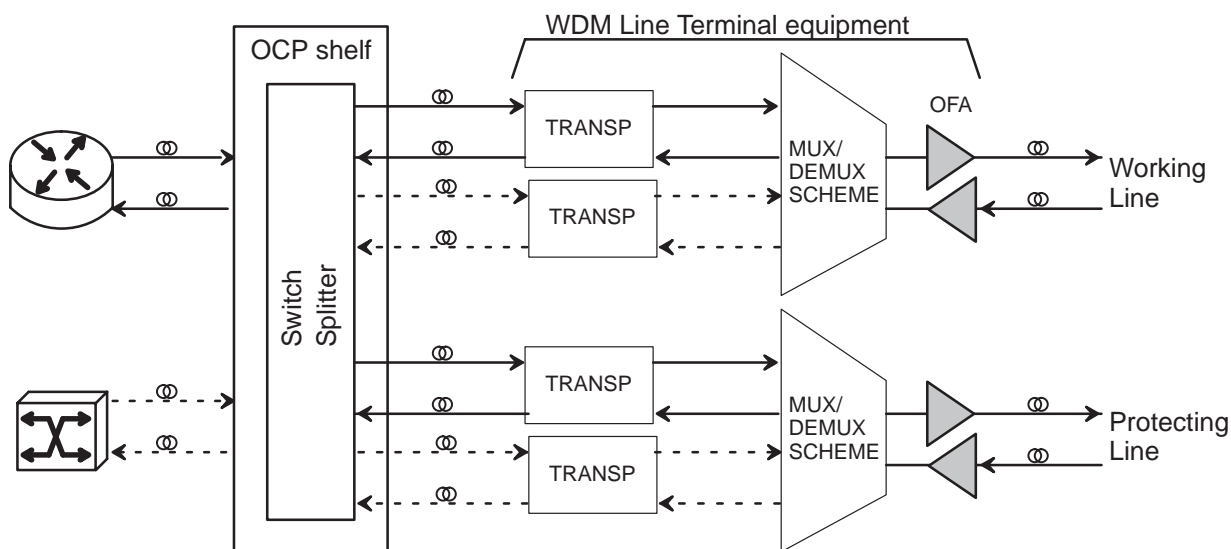 WDM Line Terminal equipment
OCP shelf
OFA
TRANSP
MUX/
DEMUX
SCHEME
Working
Line
TRANSP
Switch
Splitter
TRANSP
MUX/
DEMUX
SCHEME
Protecting
Line
TRANSP